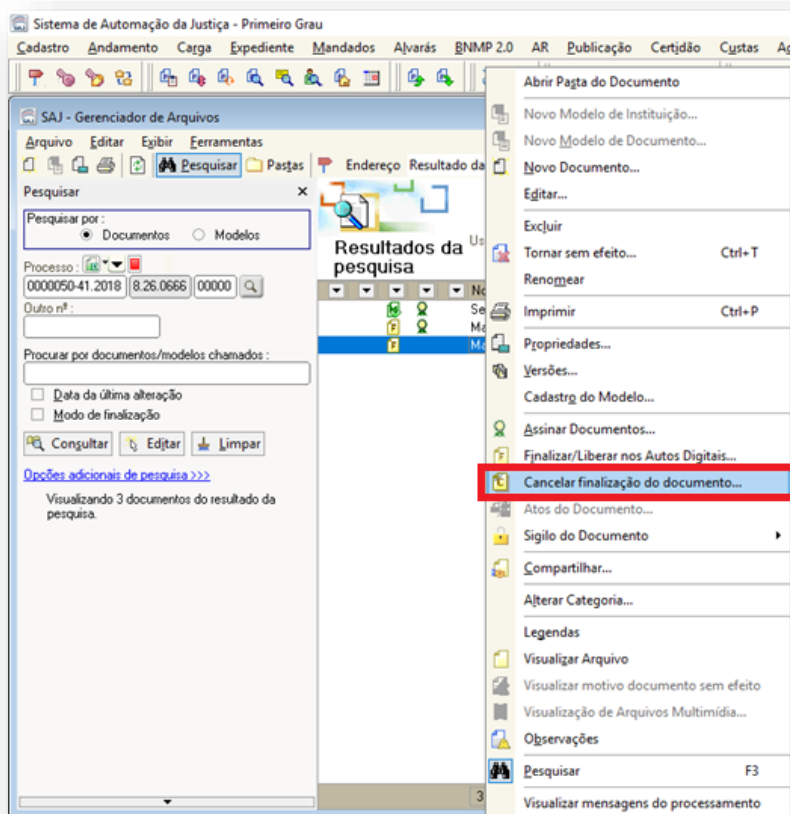 Sistema de Automação da Justiça - Primeiro Grau
Cadastro Andamento Carga Expediente Mandados Alvarás BNMP 2.0 AR Publicação Certidão Custas
SAJ - Gerenciador de Arquivos
Arquivo Editar Exibir Ferramentas
Pesquisar Pastas Endereço Resultado da
Pesquisar ×
Pesquisar por :
Documentos Modelos
Processo :
0000050-41.2018 8.26.0666 00000
Outro nº :
Procurar por documentos/modelos chamados :
Data da última alteração
Modo de finalização
Consultar Editar Limpar
Opções adicionais de pesquisa >>>
Visualizando 3 documentos do resultado da
pesquisa.
Resultados da
pesquisa
3
Abrir Pasta do Documento
Novo Modelo de Instituição...
Novo Modelo de Documento...
Novo Documento...
Editar...
Excluir
Tornar sem efeito... Ctrl+T
Renomear
Imprimir Ctrl+P
Propriedades...
Versões...
Cadastro do Modelo...
Assinar Documentos...
Finalizar/Liberar nos Autos Digitais...
Cancelar finalização do documento...
Atos do Documento...
Sigilo do Documento
Compartilhar...
Alterar Categoria...
Legendas
Visualizar Arquivo
Visualizar motivo documento sem efeito
Visualização de Arquivos Multimídia...
Observações
Pesquisar F3
Visualizar mensagens do processamento